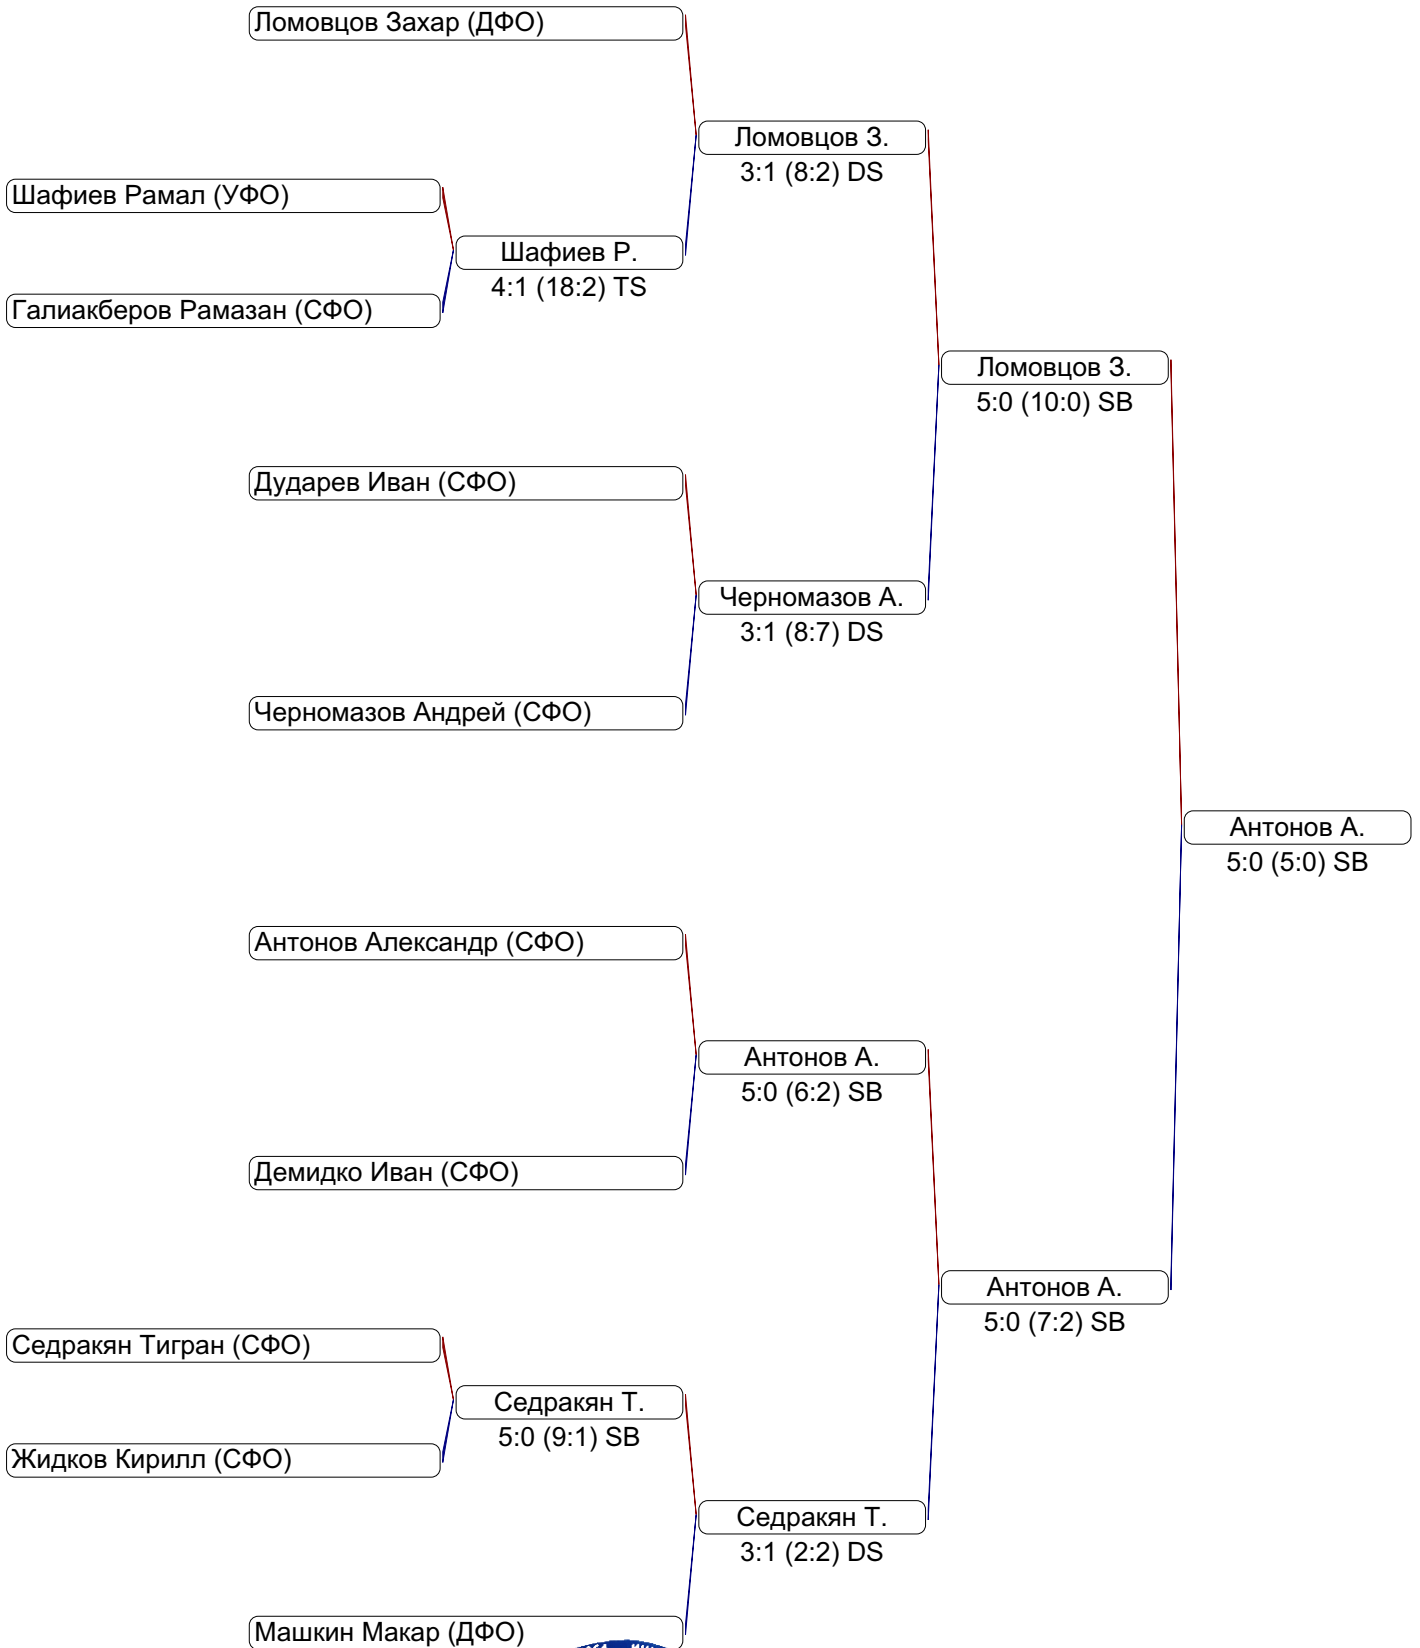 Ломовцов Захар (ДФО)
Ломовцов З.
3:1 (8:2) DS
Шафиев Рамал (УФО)
Шафиев Р.
4:1 (18:2) TS
Галиакберов Рамазан (СФО)
Ломовцов З.
5:0 (10:0) SB
Дударев Иван (СФО)
Черномазов А.
3:1 (8:7) DS
Черномазов Андрей (СФО)
Антонов А.
5:0 (5:0) SB
Антонов Александр (СФО)
Антонов А.
5:0 (6:2) SB
Демидко Иван (СФО)
Антонов А.
5:0 (7:2) SB
Седракян Тигран (СФО)
Седракян Т.
5:0 (9:1) SB
Жидков Кирилл (СФО)
Седракян Т.
3:1 (2:2) DS
Машкин Макар (ДФО)